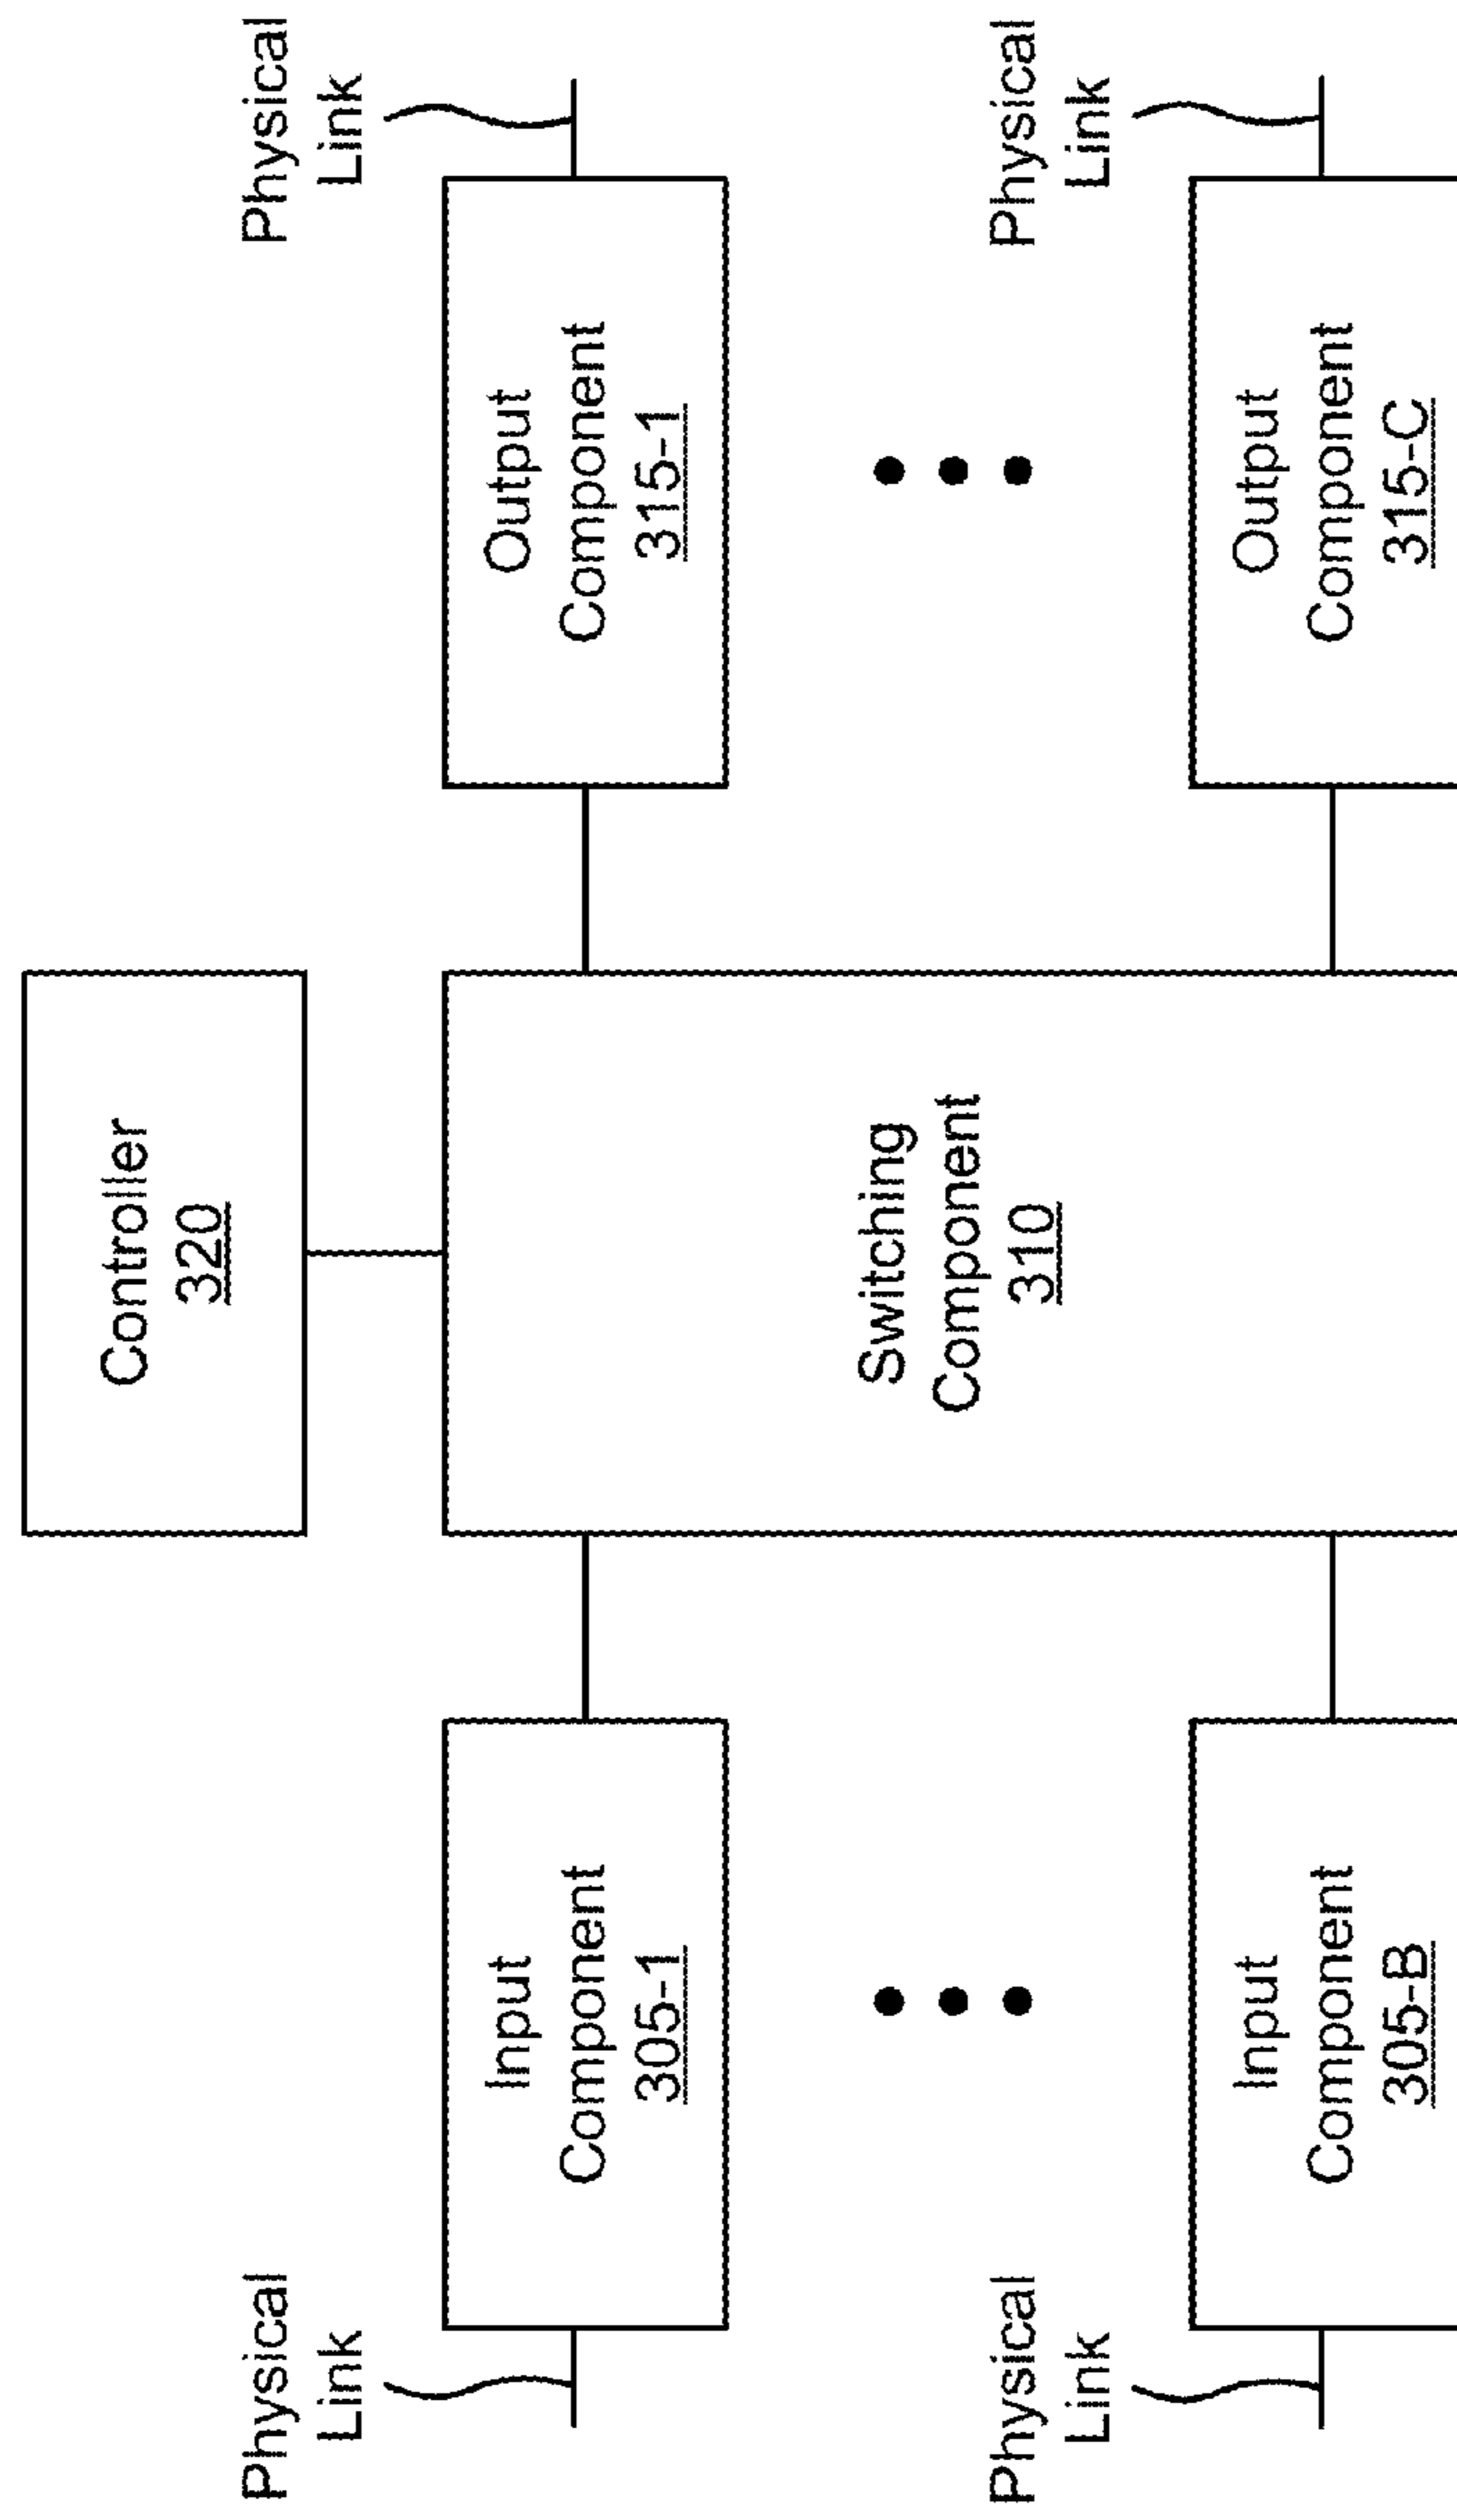 Controller
320
Physical
Link
Input
Component
305-1
Switching
Component
310
Output
Component
315-1
Physical
Link
Physical
Link
Input
Component
305-B
Output
Component
315-C
Physical
Link